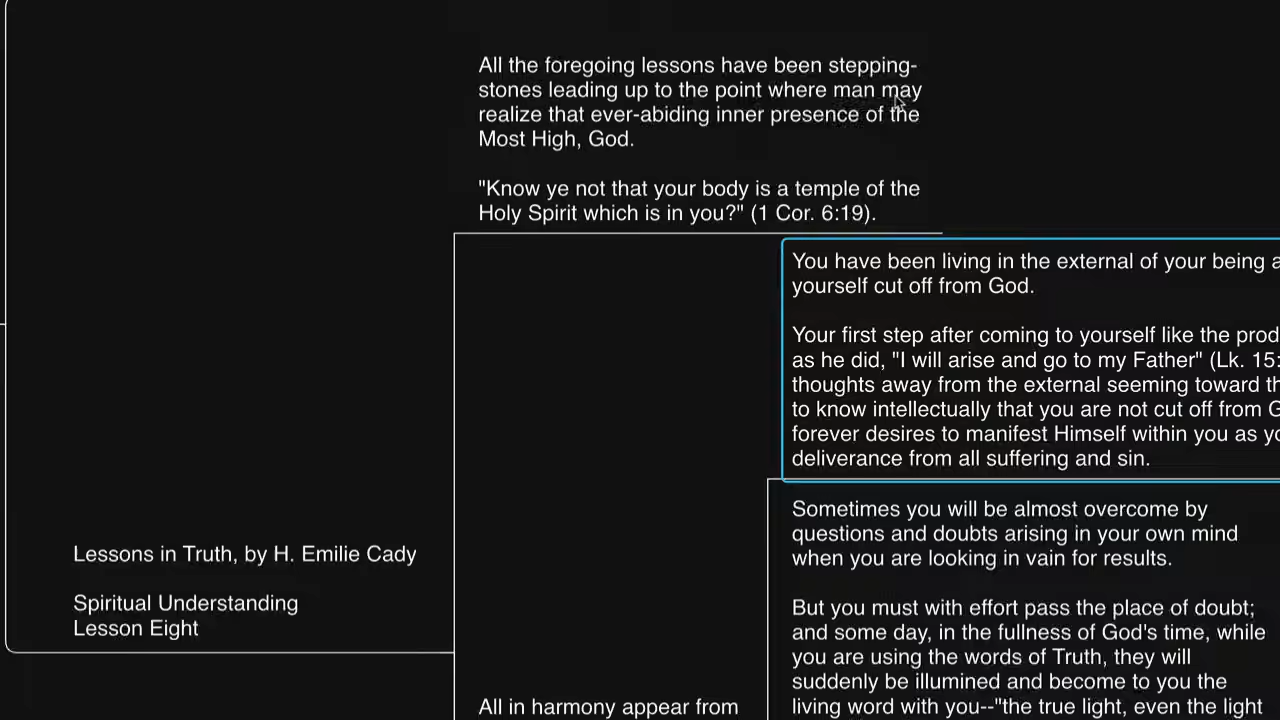 All the foregoing lessons have been stepping-
stones leading up to the point where man may
realize that ever-abiding inner presence of the
Most High, God.
"Know ye not that your body is a temple of the
Holy Spirit which is in you?" (1 Cor. 6:19).
You have been living in the external of your being a
yourself cut off from God.
Your first step after coming to yourself like the prod
as he did, "I will arise and go to my Father" (Lk. 15:
thoughts away from the external seeming toward th
to know intellectually that you are not cut off from G
forever desires to manifest Himself within you as yo
deliverance from all suffering and sin.
Sometimes you will be almost overcome by
questions and doubts arising in your own mind
when you are looking in vain for results.
But you must with effort pass the place of doubt;
and some day, in the fullness of God's time, while
you are using the words of Truth, they will
suddenly be illumined and become to you the
living word with you--"the true light, even the light
Lessons in Truth, by H. Emilie Cady
Spiritual Understanding
Lesson Eight
All in harmony appear from